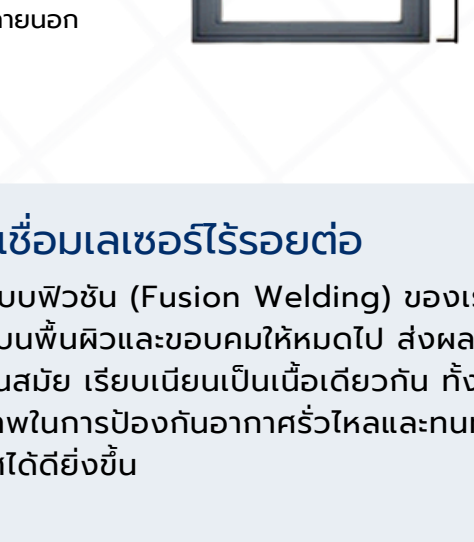 ายนอก
เชื่อมเลเซอร์ไร้รอยต่อ
บบฟิวชัน (Fusion Welding) ของเร
บนพื้นผิวและขอบคมให้หมดไป ส่งผล
นสมัย เรียบเนียนเป็นเนื้อเดียวกัน ทั้ง
าพในการป้องกันอากาศรั่วไหลและทนท
ศได้ดียิ่งขึ้น